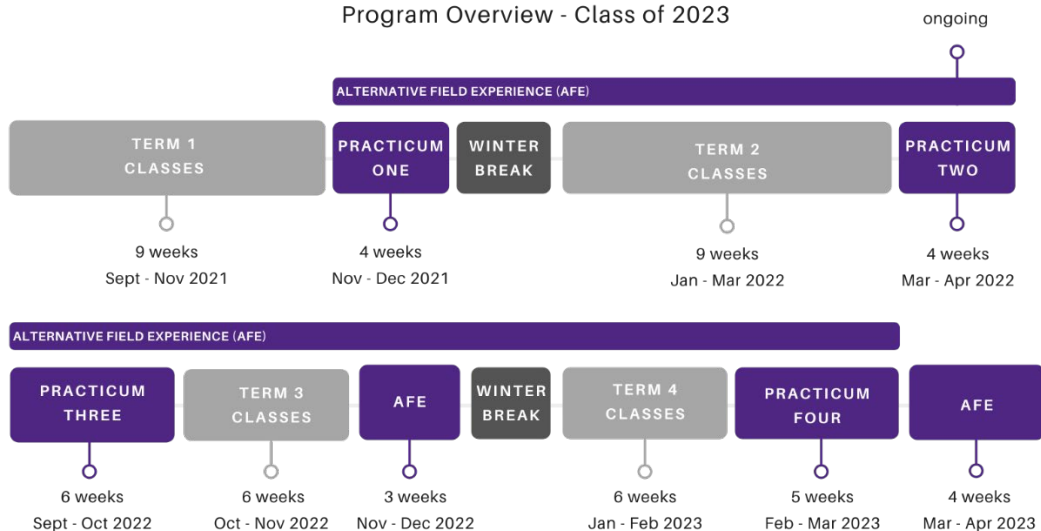 Program Overview - Class of 2023
ongoing
ALTERNATIVE FIELD EXPERIENCE (AFE)
TERM 1
CLASSES
PRACTICUM
ONE
WINTER
BREAK
TERM 2
CLASSES
PRACTICUM
TWO
9 weeks
Sept - Nov 2021
4 weeks
Nov - Dec 2021
9 weeks
Jan - Mar 2022
4 weeks
Mar - Apr 2022
ALTERNATIVE FIELD EXPERIENCE (AFE)
PRACTICUM
THREE
TERM 3
CLASSES
AFE
WINTER
BREAK
TERM 4
CLASSES
PRACTICUM
FOUR
AFE
6 weeks
Sept - Oct 2022
6 weeks
Oct - Nov 2022
3 weeks
Nov - Dec 2022
6 weeks
Jan - Feb 2023
5 weeks
Feb - Mar 2023
4 weeks
Mar - Apr 2023